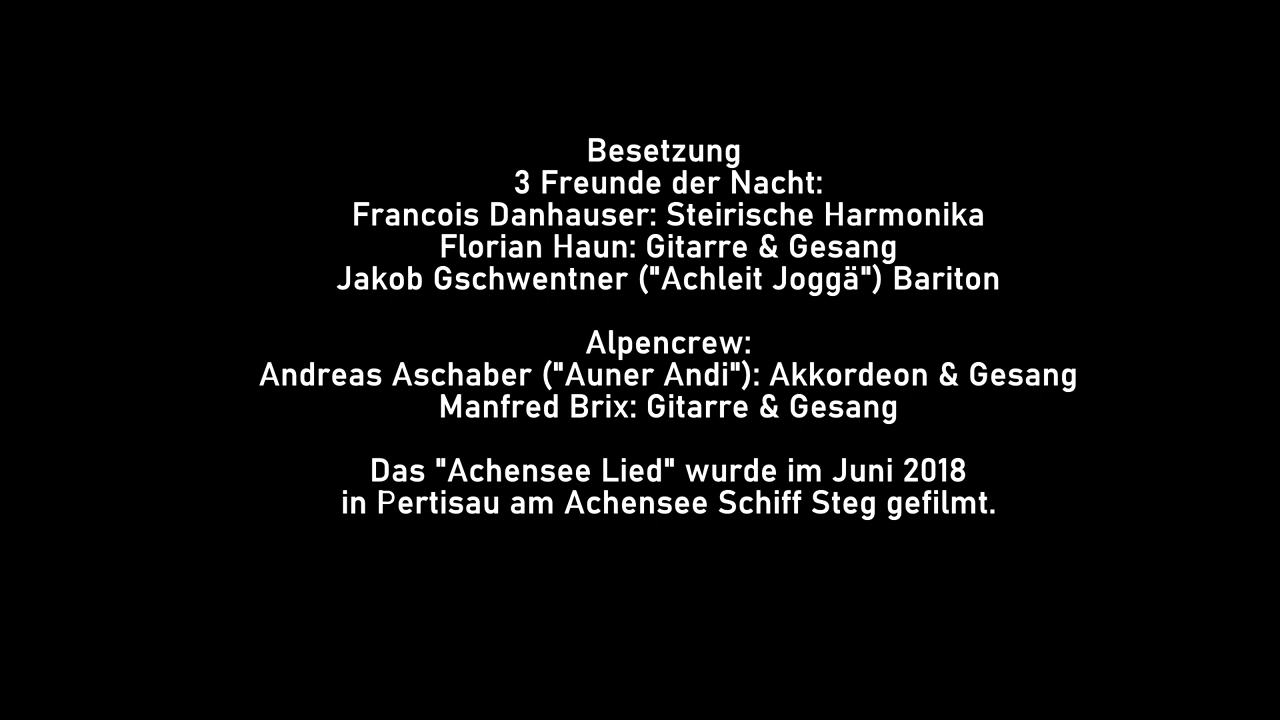 Besetzung
3 Freunde der Nacht:
Francois Danhauser: Steirische Harmonika
Florian Haun: Gitarre & Gesang
Jakob Gschwentner ("Achleit Joggä") Bariton
Alpencrew:
Andreas Aschaber ("Auner Andi"): Akkordeon & Gesang
Manfred Brix: Gitarre & Gesang
Das "Achensee Lied" wurde im Juni 2018
in Pertisau am Achensee Schiff Steg gefilmt.